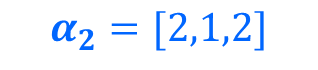 α₂ = [2,1,2]